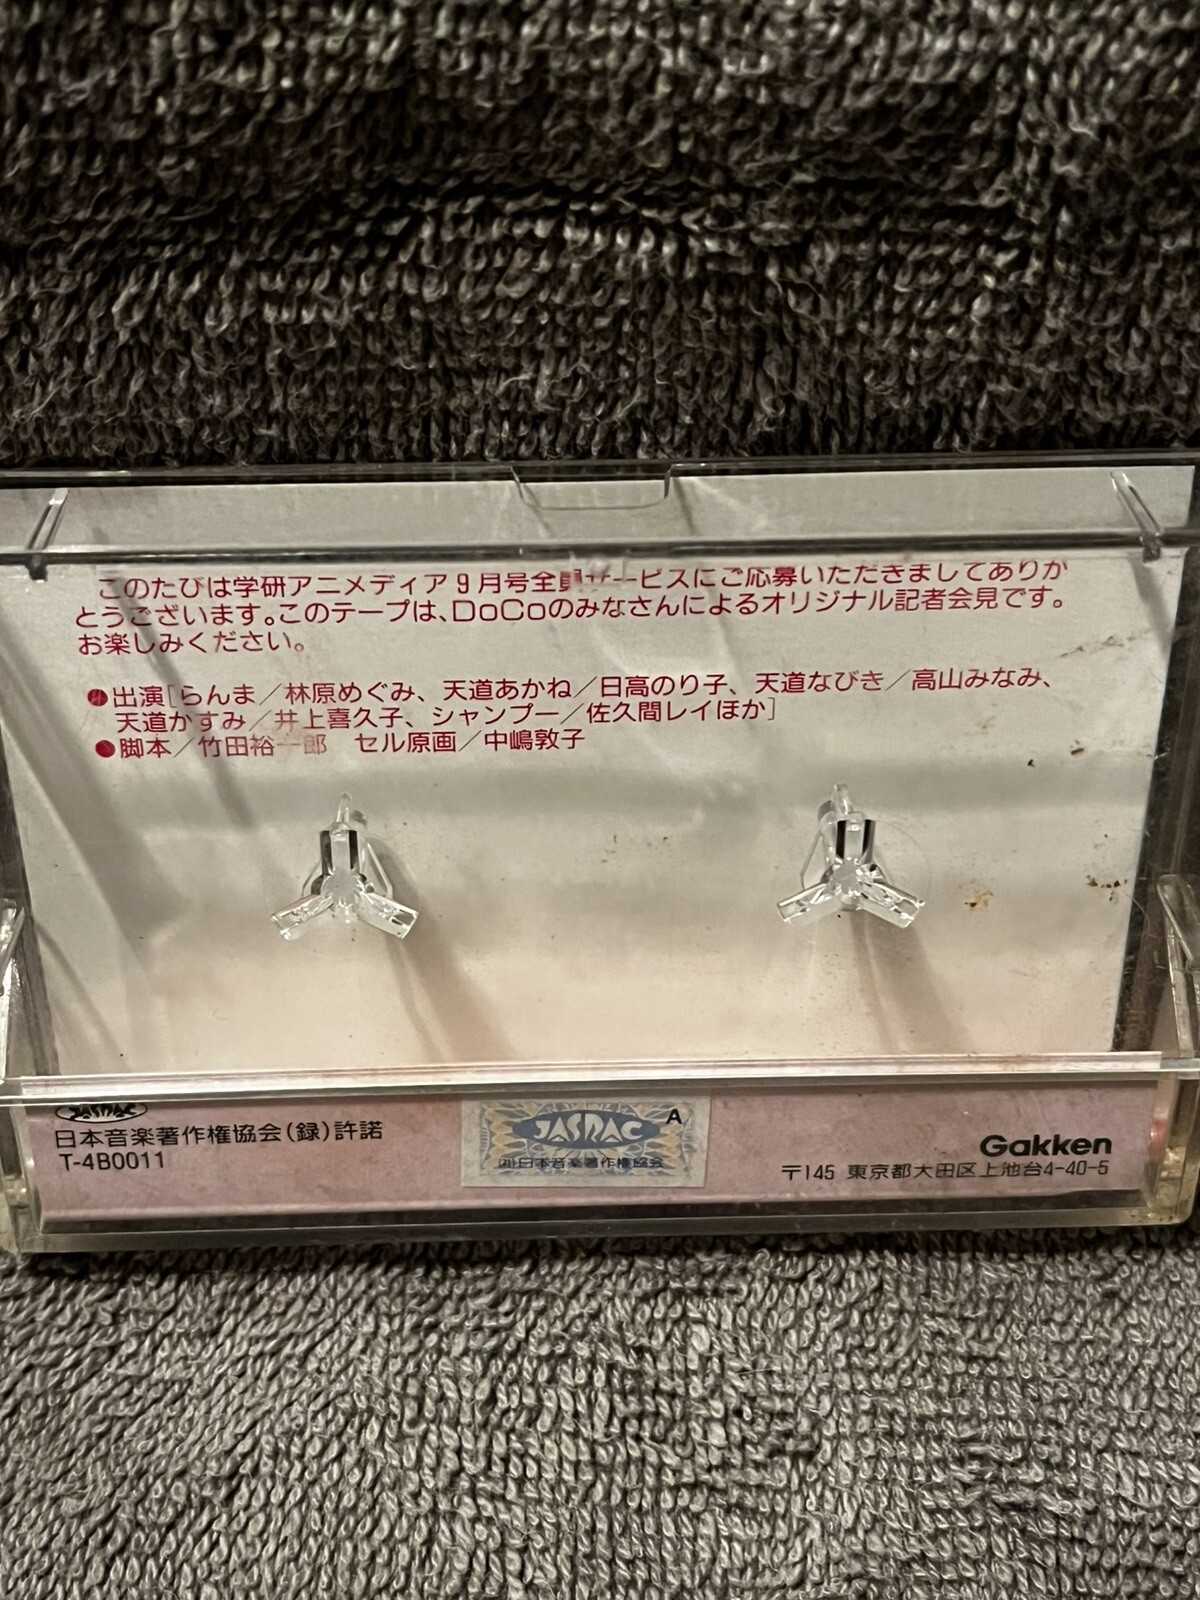 このたびは学研アニメディア9月号全員サービスにご応募いただきましてありが
とうございます。このテープは、DoCoのみなさんによるオリジナル記者会見です。
お楽しみください。
●出演［らんま／林原めぐみ、天道あかね／日高のり子、天道なびき／高山みなみ、
天道かすみ／井上喜久子、シャンプー／佐久間レイほか］
●脚本／竹田裕一郎　セル原画／中嶋敦子
JASRAC
日本音楽著作権協会(録)許諾
T-4B0011
JASRAC A
(社)日本音楽著作権協会
Gakken
〒145 東京都大田区上池台4-40-5